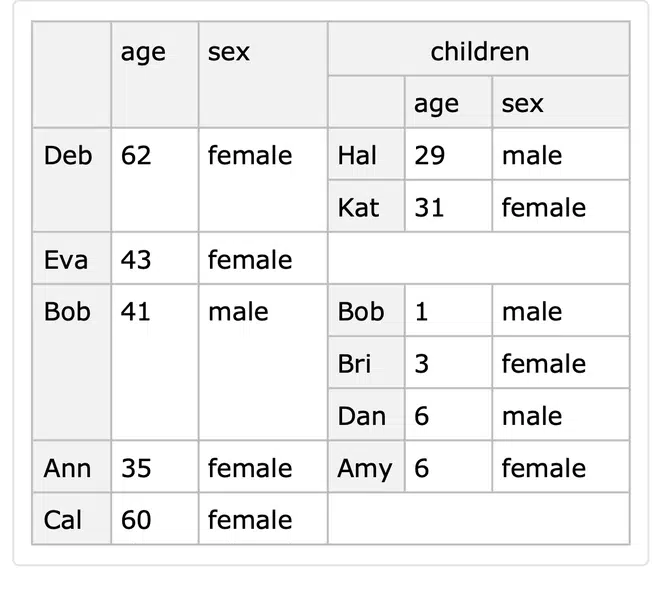 age sex children
age sex
Deb 62 female Hal 29 male
Kat 31 female
Eva 43 female
Bob 41 male Bob 1 male
Bri 3 female
Dan 6 male
Ann 35 female Amy 6 female
Cal 60 female